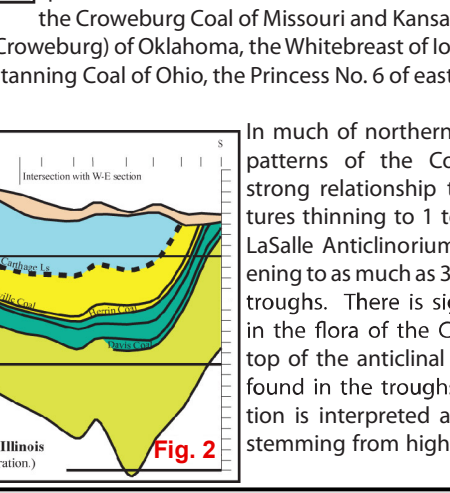 the Croweburg Coal of Missouri and Kansa
Croweburg) of Oklahoma, the Whitebreast of Io
tanning Coal of Ohio, the Princess No. 6 of east
S
Intersection with W-E section
Carthage Ls
ville Coal
Herrin Coal
Davis Coal
Illinois
ration.)
Fig. 2
In much of northern
patterns of the Co
strong relationship t
tures thinning to 1 t
LaSalle Anticlinorium
ening to as much as 3
troughs. There is sig
in the flora of the C
top of the anticlinal
found in the troughs
tion is interpreted a
stemming from high